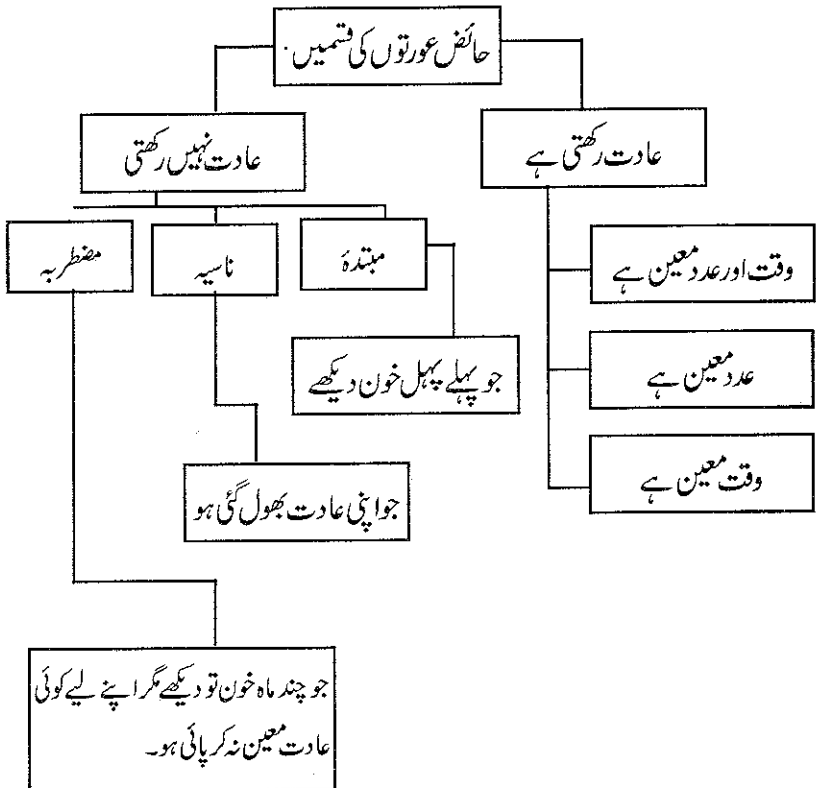 حائض عورتوں کی قسمیں.
عادت رکھتی ہے
عادت نہیں رکھتی
وقت اور عدد معین ہے
عدد معین ہے
وقت معین ہے
مبتدۂ
ناسیہ
مضطربہ
جو پہلے پہل خون دیکھے
جو اپنی عادت بھول گئی ہو
جو چند ماہ خون تو دیکھے مگر اپنے لیے کوئی
عادت معین نہ کر پائی ہو۔